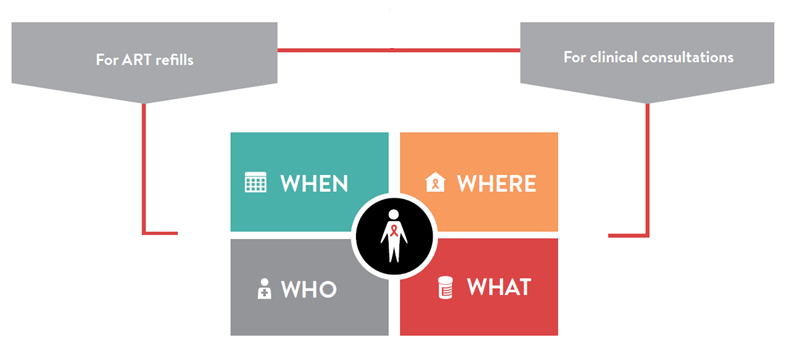 For ART refills
For clinical consultations
WHEN
WHERE
WHO
WHAT